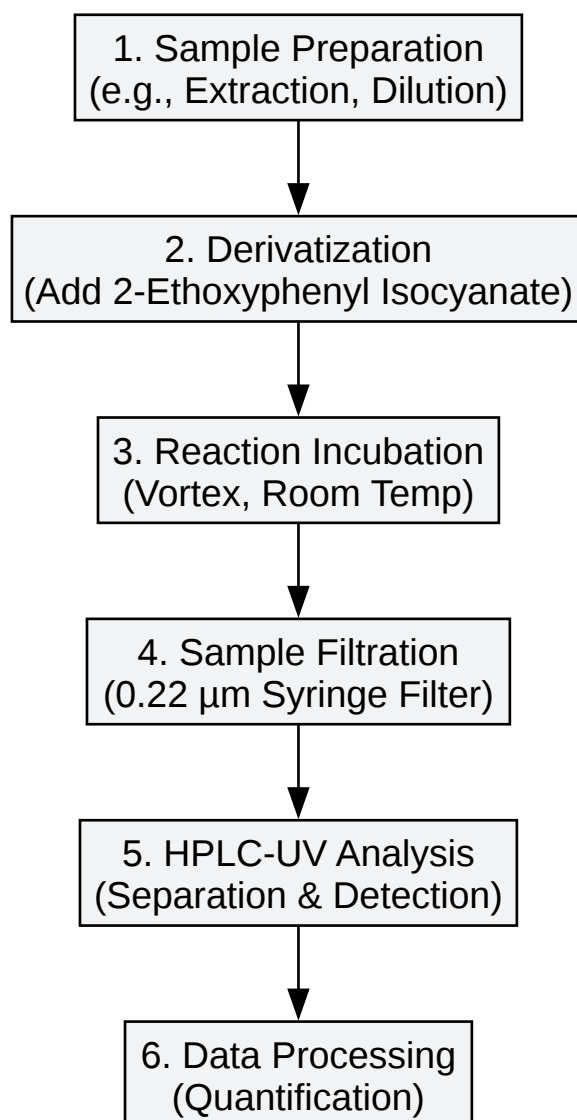 1. Sample Preparation
(e.g., Extraction, Dilution)
2. Derivatization
(Add 2-Ethoxyphenyl Isocyanate)
3. Reaction Incubation
(Vortex, Room Temp)
4. Sample Filtration
(0.22 µm Syringe Filter)
5. HPLC-UV Analysis
(Separation & Detection)
6. Data Processing
(Quantification)